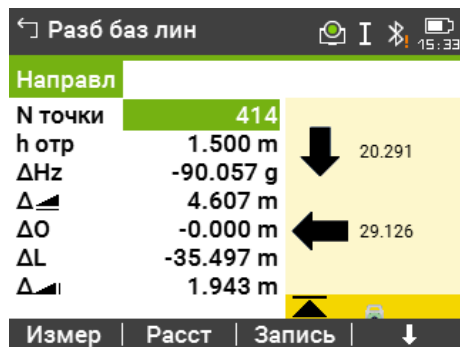 Разб баз лин I 15:33
Направл
N точки 414
h отр 1.500 m
ΔHz -90.057 g
Δ 4.607 m
ΔO -0.000 m
ΔL -35.497 m
Δ 1.943 m
20.291
29.126
Измер | Расст | Запись |